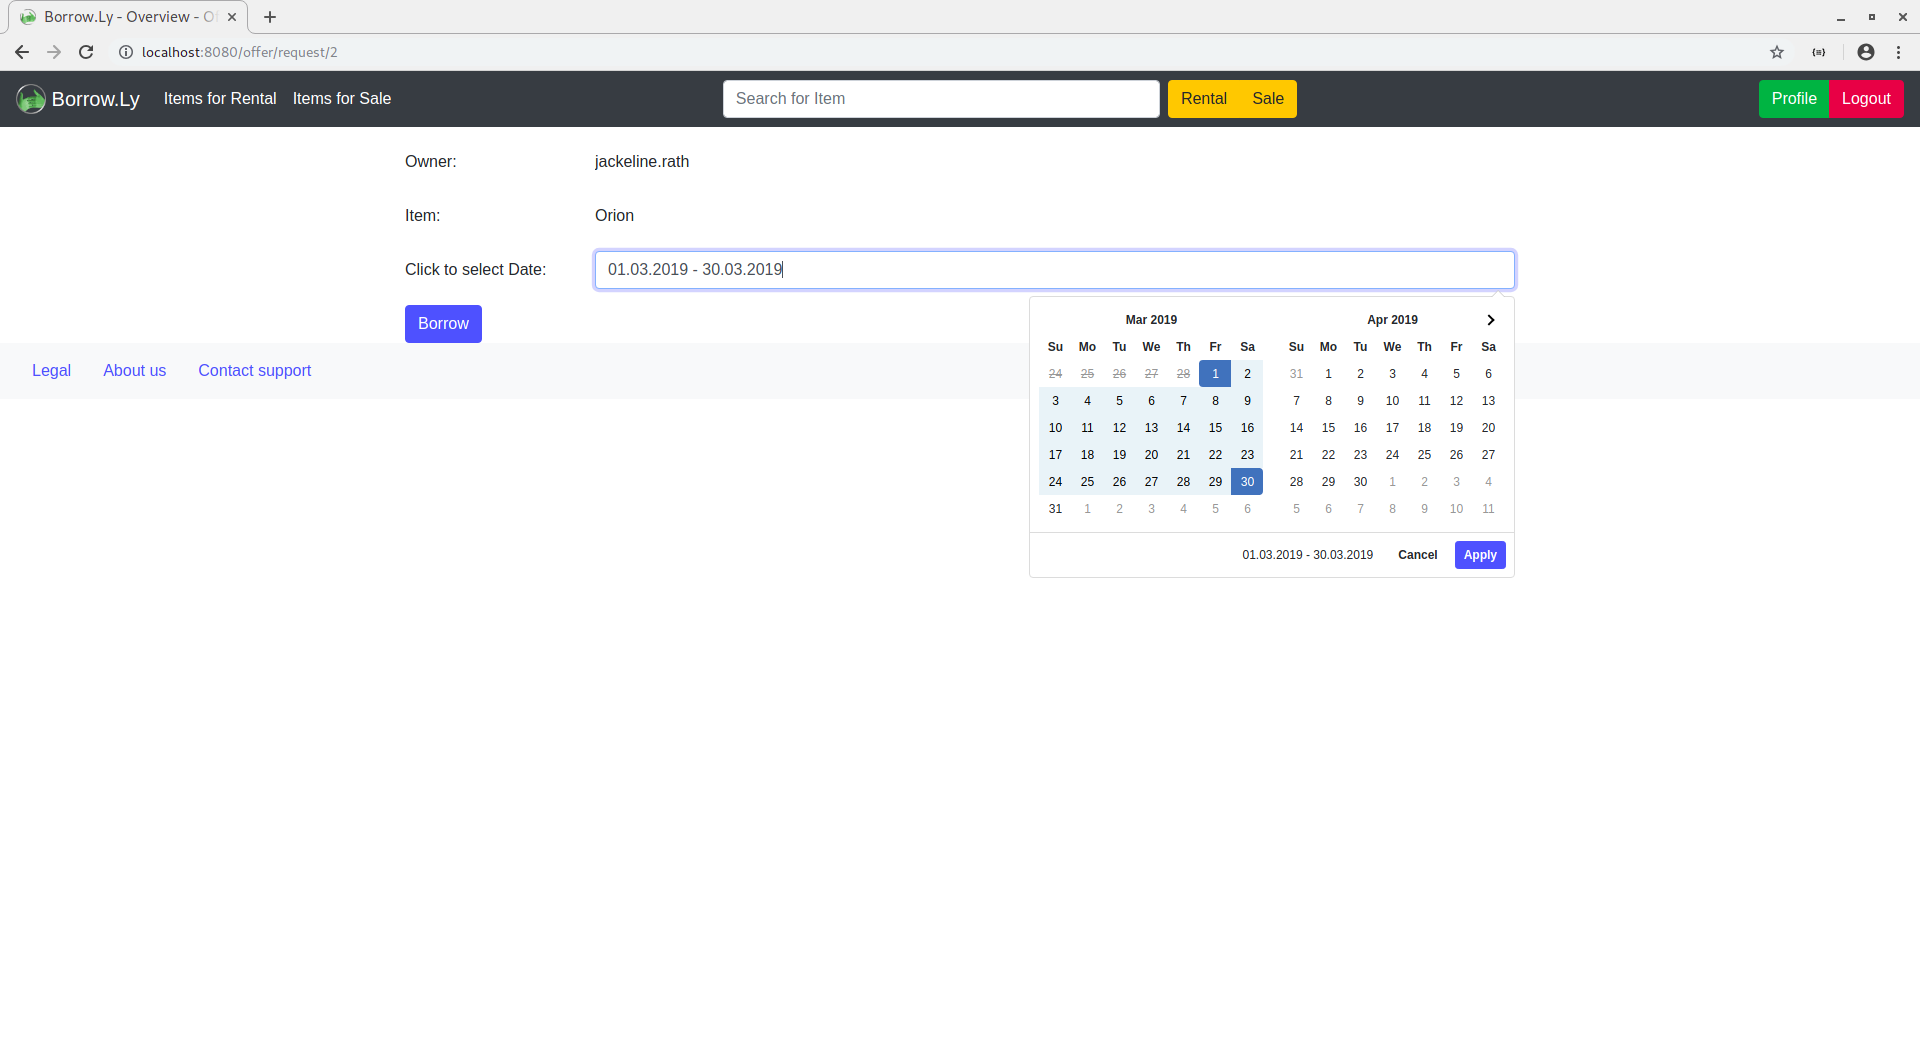 Borrow.Ly - Overview - O
localhost:8080/offer/request/2
Borrow.Ly Items for Rental Items for Sale Search for Item Rental Sale Profile Logout
Owner: jackeline.rath
Item: Orion
Click to select Date: 01.03.2019 - 30.03.2019
Borrow
Legal About us Contact support
Mar 2019
Su Mo Tu We Th Fr Sa
24 25 26 27 28 1 2
3 4 5 6 7 8 9
10 11 12 13 14 15 16
17 18 19 20 21 22 23
24 25 26 27 28 29 30
31 1 2 3 4 5 6
Apr 2019
Su Mo Tu We Th Fr Sa
31 1 2 3 4 5 6
7 8 9 10 11 12 13
14 15 16 17 18 19 20
21 22 23 24 25 26 27
28 29 30 1 2 3 4
5 6 7 8 9 10 11
01.03.2019 - 30.03.2019 Cancel Apply